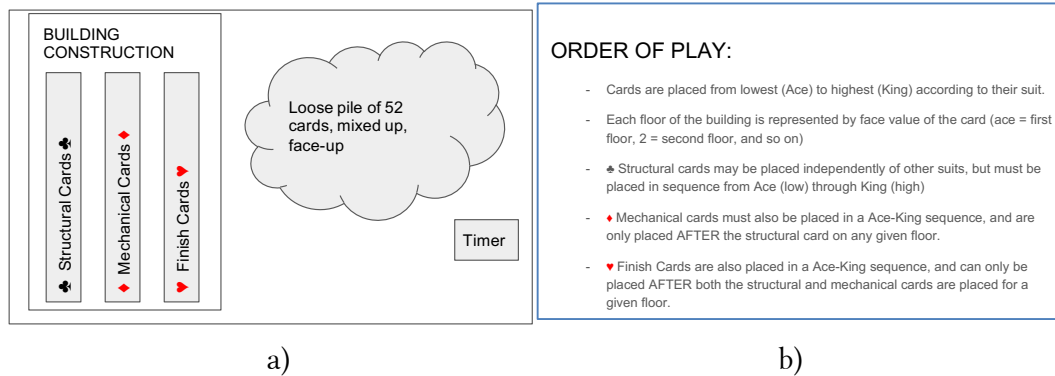 BUILDING
CONSTRUCTION
♣ Structural Cards ♣
♦ Mechanical Cards ♦
♥ Finish Cards ♥
Loose pile of 52
cards, mixed up,
face-up
Timer
a)
ORDER OF PLAY:
- Cards are placed from lowest (Ace) to highest (King) according to their suit.
- Each floor of the building is represented by face value of the card (ace = first
floor, 2 = second floor, and so on)
- ♣ Structural cards may be placed independently of other suits, but must be
placed in sequence from Ace (low) through King (high)
- ♦ Mechanical cards must also be placed in a Ace-King sequence, and are
only placed AFTER the structural card on any given floor.
- ♥ Finish Cards are also placed in a Ace-King sequence, and can only be
placed AFTER both the structural and mechanical cards are placed for a
given floor.
b)